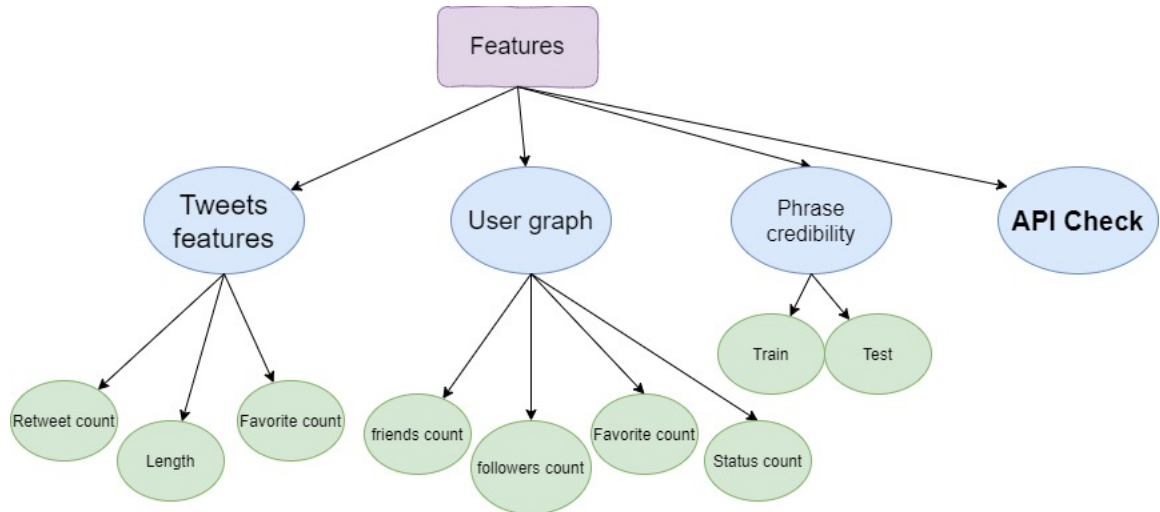 Features
Tweets
features
User graph
Phrase
credibility
API Check
Train
Test
Retweet count
Length
Favorite count
friends count
followers count
Favorite count
Status count